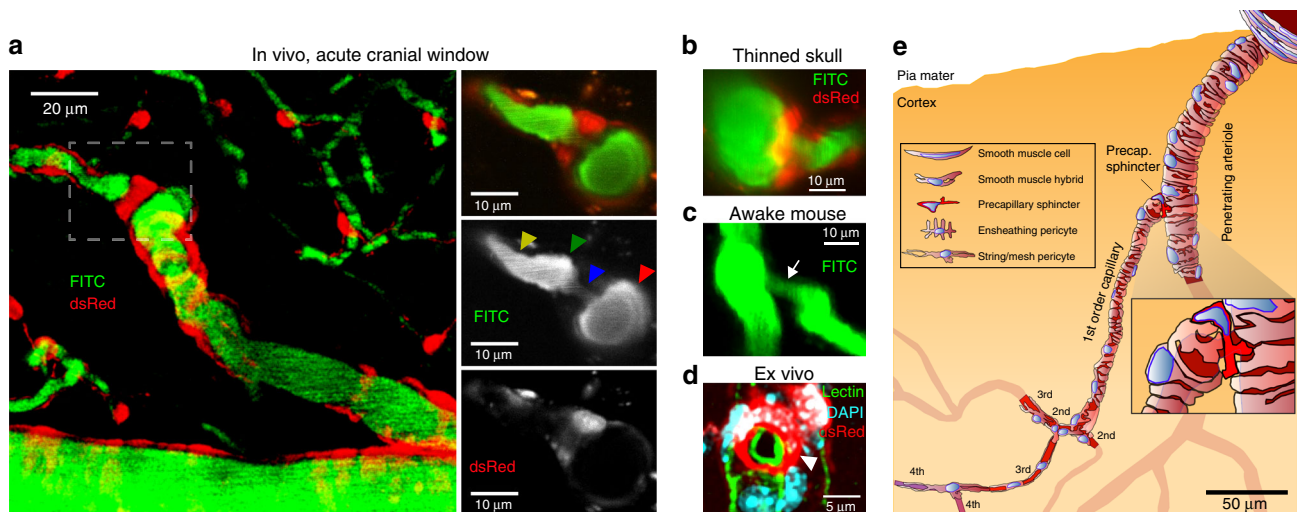 a
In vivo, acute cranial window
20 μm
FITC
dsRed
10 μm
FITC
10 μm
dsRed
10 μm
b
Thinned skull
FITC
dsRed
10 μm
c
Awake mouse
10 μm
FITC
d
Ex vivo
Lectin
DAPI
dsRed
5 μm
e
Pia mater
Cortex
Precap.
sphincter
Penetrating arteriole
Smooth muscle cell
Smooth muscle hybrid
Precapillary sphincter
Ensheathing pericyte
String/mesh pericyte
1st order capillary
3rd
2nd
2nd
3rd
4th
4th
50 μm